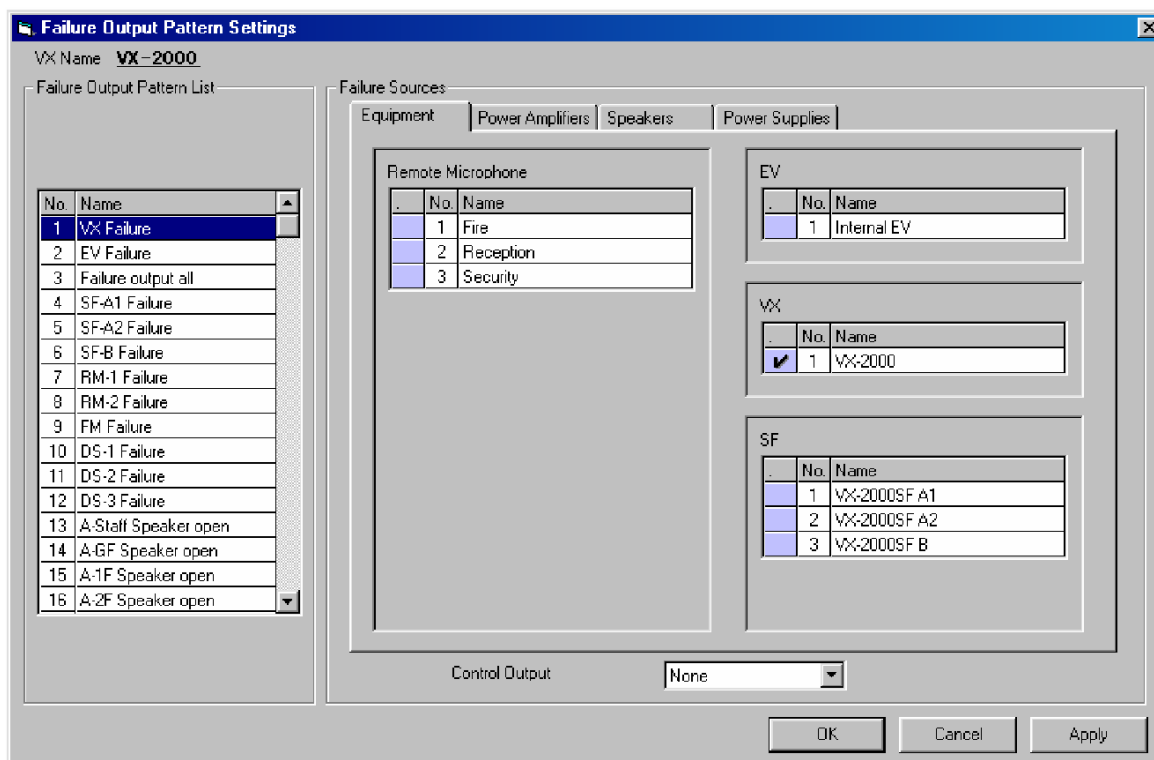 Failure Output Pattern Settings
VX Name VX-2000
Failure Output Pattern List
No. Name
1 VX Failure
2 EV Failure
3 Failure output all
4 SF-A1 Failure
5 SF-A2 Failure
6 SF-B Failure
7 RM-1 Failure
8 RM-2 Failure
9 FM Failure
10 DS-1 Failure
11 DS-2 Failure
12 DS-3 Failure
13 A-Staff Speaker open
14 A-GF Speaker open
15 A-1F Speaker open
16 A-2F Speaker open
Failure Sources
Equipment Power Amplifiers Speakers Power Supplies
Remote Microphone
. No. Name
1 Fire
2 Reception
3 Security
EV
. No. Name
1 Internal EV
VX
. No. Name
✔ 1 VX-2000
SF
. No. Name
1 VX-2000SF A1
2 VX-2000SF A2
3 VX-2000SF B
Control Output None
OK Cancel Apply